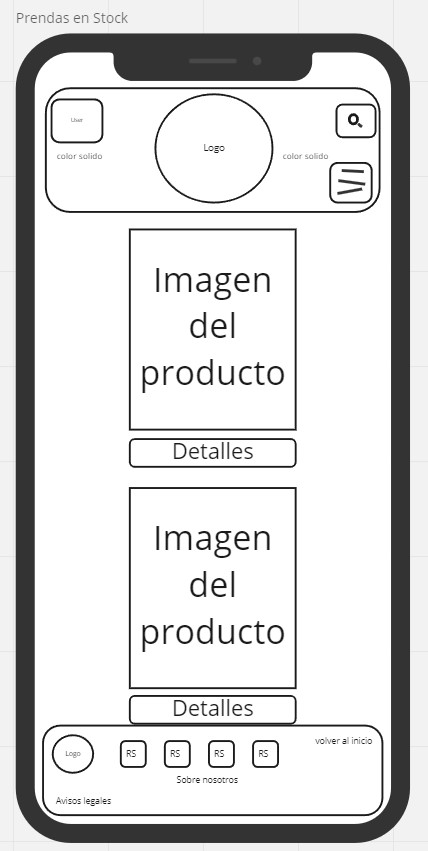 Prendas en Stock
User
Logo
color solido
color solido
Imagen
del
producto
Detalles
Imagen
del
producto
Detalles
volver al inicio
Logo
RS
RS
RS
RS
Sobre nosotros
Avisos legales